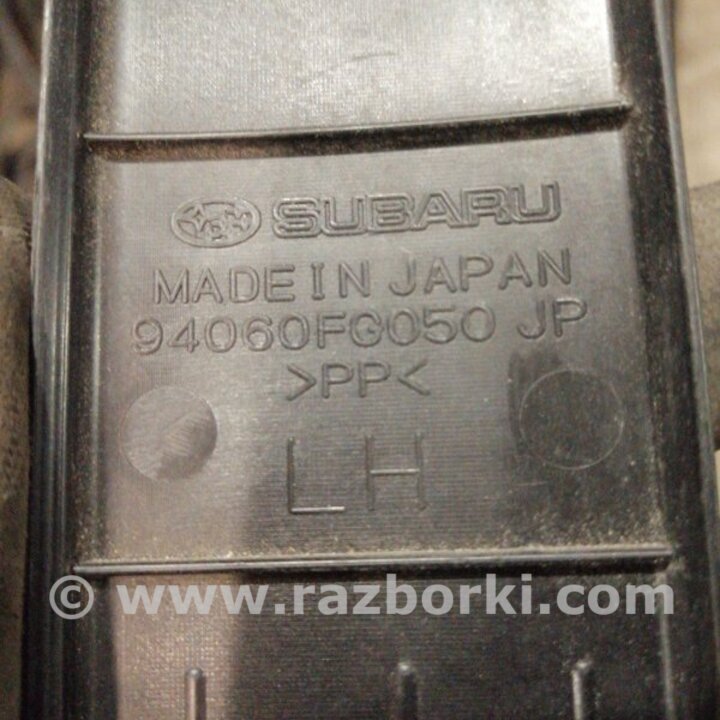 SUBARU
MADE IN JAPAN
94060FG050 JP
>PP<
LH
© www.razborki.com